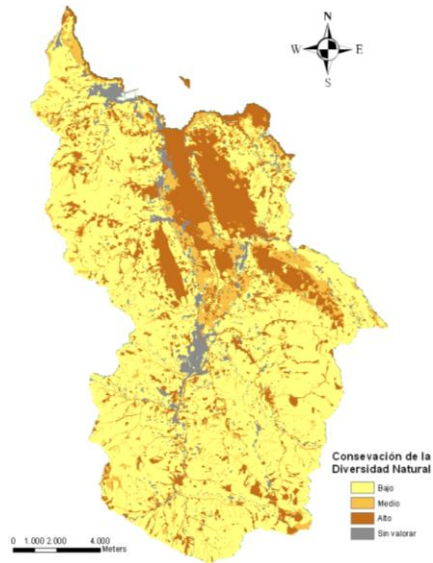 N
W E
S
Consevación de la
Diversidad Natural
Bajo
Medio
Alto
Sin valorar
0 1.000 2.000 4.000
Meters